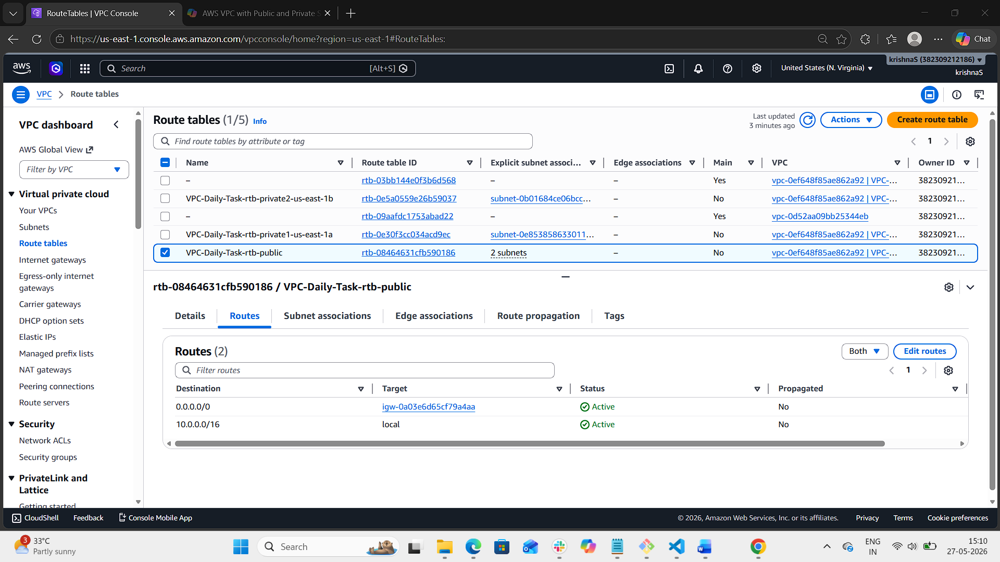 RouteTables | VPC Console
AWS VPC with Public and Private S
https://us-east-1.console.aws.amazon.com/vpcconsole/home?region=us-east-1#RouteTables:
Chat
aws
Search
[Alt+S]
United States (N. Virginia)
krishnaS (382309212186)
krishnaS
VPC
Route tables
VPC dashboard
AWS Global View
Filter by VPC
Virtual private cloud
Your VPCs
Subnets
Route tables
Internet gateways
Egress-only internet
gateways
Carrier gateways
DHCP option sets
Elastic IPs
Managed prefix lists
NAT gateways
Peering connections
Route servers
Security
Network ACLs
Security groups
PrivateLink and
Lattice
Getting started
Route tables (1/5) Info
Last updated
3 minutes ago
Actions
Create route table
Find route tables by attribute or tag
1
Name Route table ID Explicit subnet associ... Edge associations Main VPC Owner ID
– rtb-03bb144e0f3b6d568 – – Yes vpc-0ef648f85ae862a92 | VPC-... 38230921...
VPC-Daily-Task-rtb-private2-us-east-1b rtb-0e5a0559e26b59037 subnet-0b01684ce06bcc... – No vpc-0ef648f85ae862a92 | VPC-... 38230921...
– rtb-09aafdc1753abad22 – – Yes vpc-0d52aa09bb25344eb 38230921...
VPC-Daily-Task-rtb-private1-us-east-1a rtb-0e30f3cc034acd9ec subnet-0e853858633011... – No vpc-0ef648f85ae862a92 | VPC-... 38230921...
VPC-Daily-Task-rtb-public rtb-08464631cfb590186 2 subnets – No vpc-0ef648f85ae862a92 | VPC-... 38230921...
rtb-08464631cfb590186 / VPC-Daily-Task-rtb-public
Details Routes Subnet associations Edge associations Route propagation Tags
Routes (2)
Both
Edit routes
Filter routes
1
Destination Target Status Propagated
0.0.0.0/0 igw-0a03e6d65cf79a4aa Active No
10.0.0.0/16 local Active No
CloudShell Feedback Console Mobile App
© 2026, Amazon Web Services, Inc. or its affiliates. Privacy Terms Cookie preferences
3
33°C
Partly sunny
Search
ENG
IN
15:10
27-05-2026